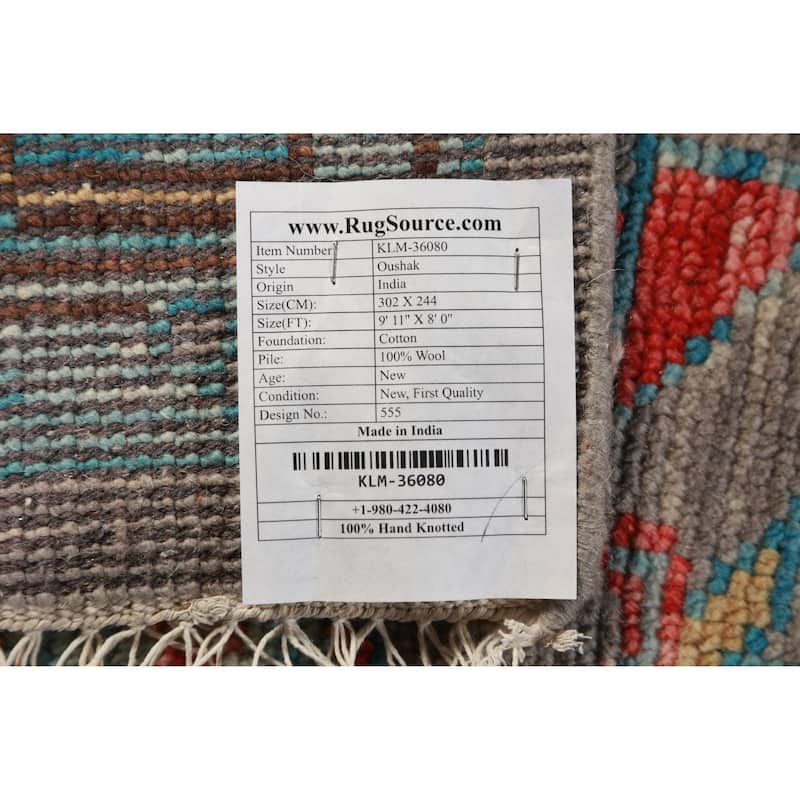 www.RugSource.com
Item Number KLM-36080
Style Oushak
Origin India
Size(CM): 302 X 244
Size(FT): 9' 11" X 8' 0"
Foundation: Cotton
Pile: 100% Wool
Age: New
Condition: New, First Quality
Design No.: 555
Made in India
KLM-36080
+1-980-422-4080
100% Hand Knotted